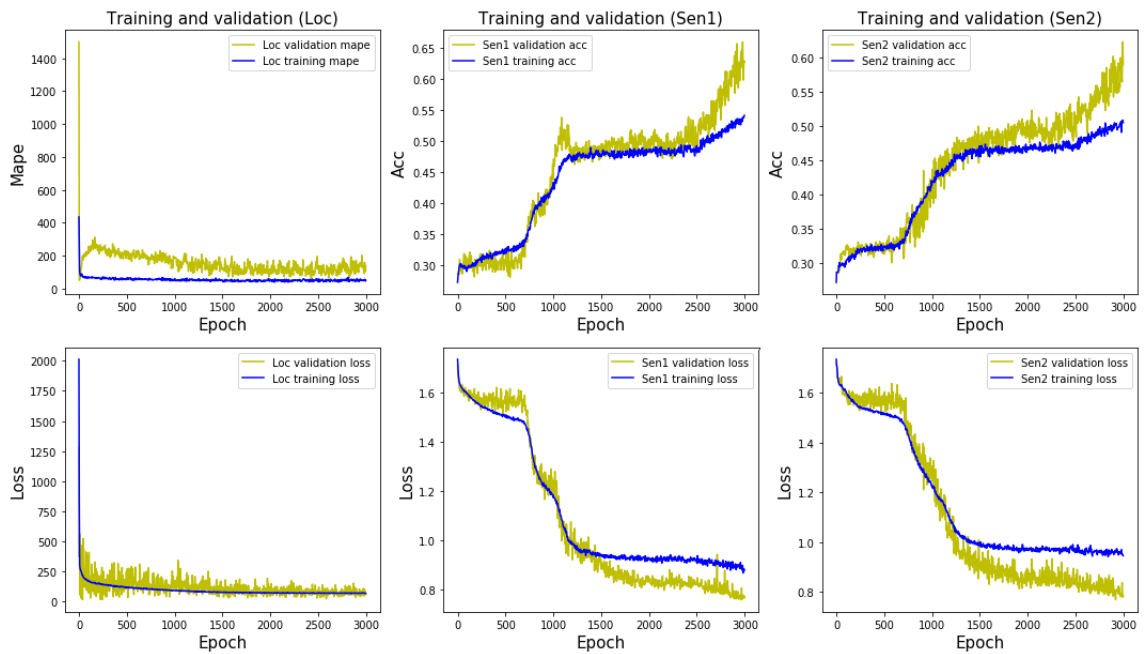 Training and validation (Loc)
Loc validation mape
Loc training mape
1400
1200
1000
800
600
400
200
0
Mape
0 500 1000 1500 2000 2500 3000
Epoch
Training and validation (Sen1)
Sen1 validation acc
Sen1 training acc
0.65
0.60
0.55
0.50
0.45
0.40
0.35
0.30
Acc
0 500 1000 1500 2000 2500 3000
Epoch
Training and validation (Sen2)
Sen2 validation acc
Sen2 training acc
0.60
0.55
0.50
0.45
0.40
0.35
0.30
Acc
0 500 1000 1500 2000 2500 3000
Epoch
Loc validation loss
Loc training loss
2000
1750
1500
1250
1000
750
500
250
0
Loss
0 500 1000 1500 2000 2500 3000
Epoch
Sen1 validation loss
Sen1 training loss
1.6
1.4
1.2
1.0
0.8
Loss
0 500 1000 1500 2000 2500 3000
Epoch
Sen2 validation loss
Sen2 training loss
1.6
1.4
1.2
1.0
0.8
Loss
0 500 1000 1500 2000 2500 3000
Epoch